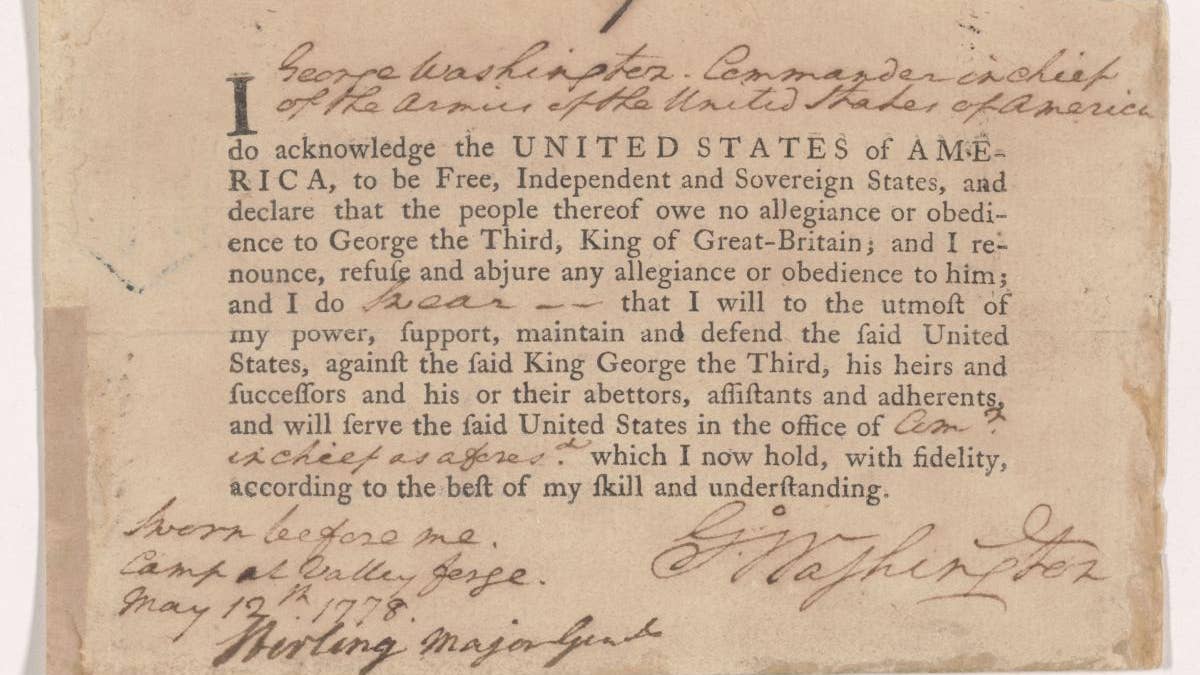 George Washington. Commander in chief
of the Armies of the United States of America
I
do acknowledge the UNITED STATES of AME-
RICA, to be Free, Independent and Sovereign States, and
declare that the people thereof owe no allegiance or obedi-
ence to George the Third, King of Great-Britain; and I re-
nounce, refuſe and abjure any allegiance or obedience to him;
and I do Swear -- that I will to the utmoſt of
my power, ſupport, maintain and defend the ſaid United
States, againſt the ſaid King George the Third, his heirs and
ſucceſſors and his or their abettors, aſſiſtants and adherents,
and will ſerve the ſaid United States in the office of Comr.
in chief as afores.d which I now hold, with fidelity,
according to the beſt of my ſkill and underſtanding.
Sworn before me.
Go: Washington
Camp at Valley forge.
May 12th 1778.
Stirling Major Genl